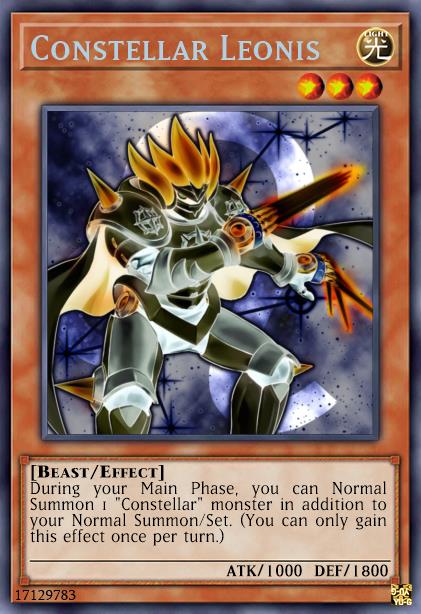 CONSTELLAR LEONIS
LIGHT
光
[BEAST/EFFECT]
During your Main Phase, you can Normal
Summon 1 "Constellar" monster in addition to
your Normal Summon/Set. (You can only gain
this effect once per turn.)
ATK/1000 DEF/1800
17129783